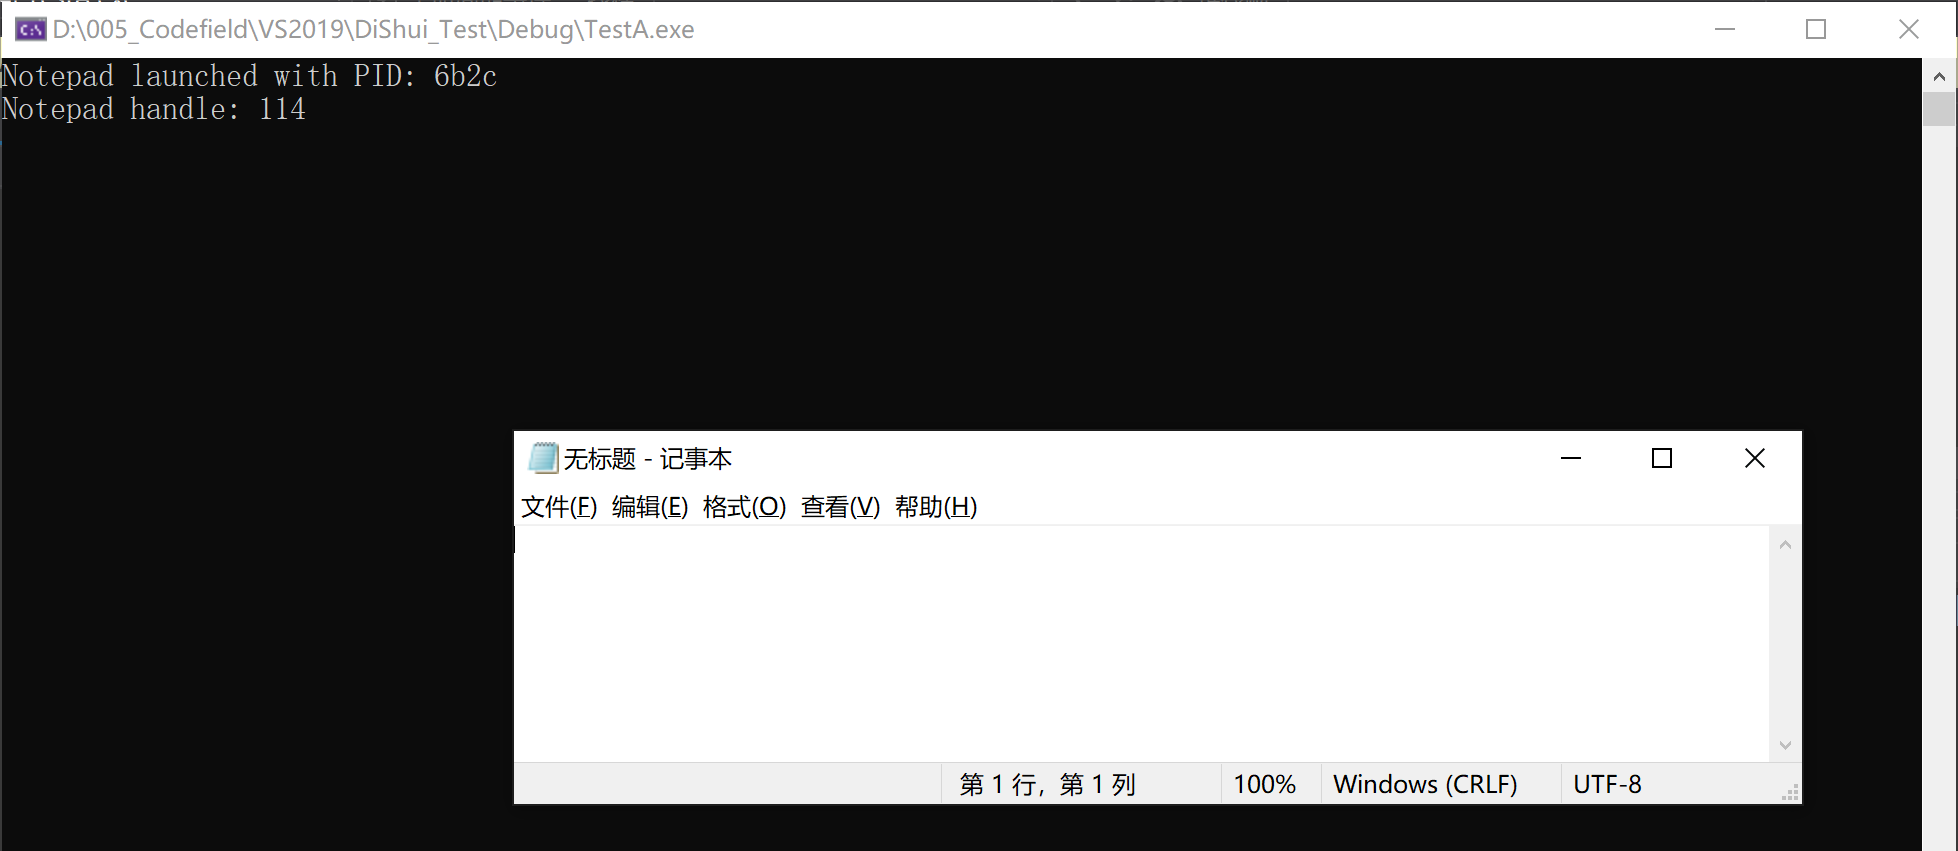 D:\005_Codefield\VS2019\DiShui_Test\Debug\TestA.exe
Notepad launched with PID: 6b2c
Notepad handle: 114
无标题 - 记事本
文件(F) 编辑(E) 格式(O) 查看(V) 帮助(H)
第 1 行，第 1 列 100% Windows (CRLF) UTF-8